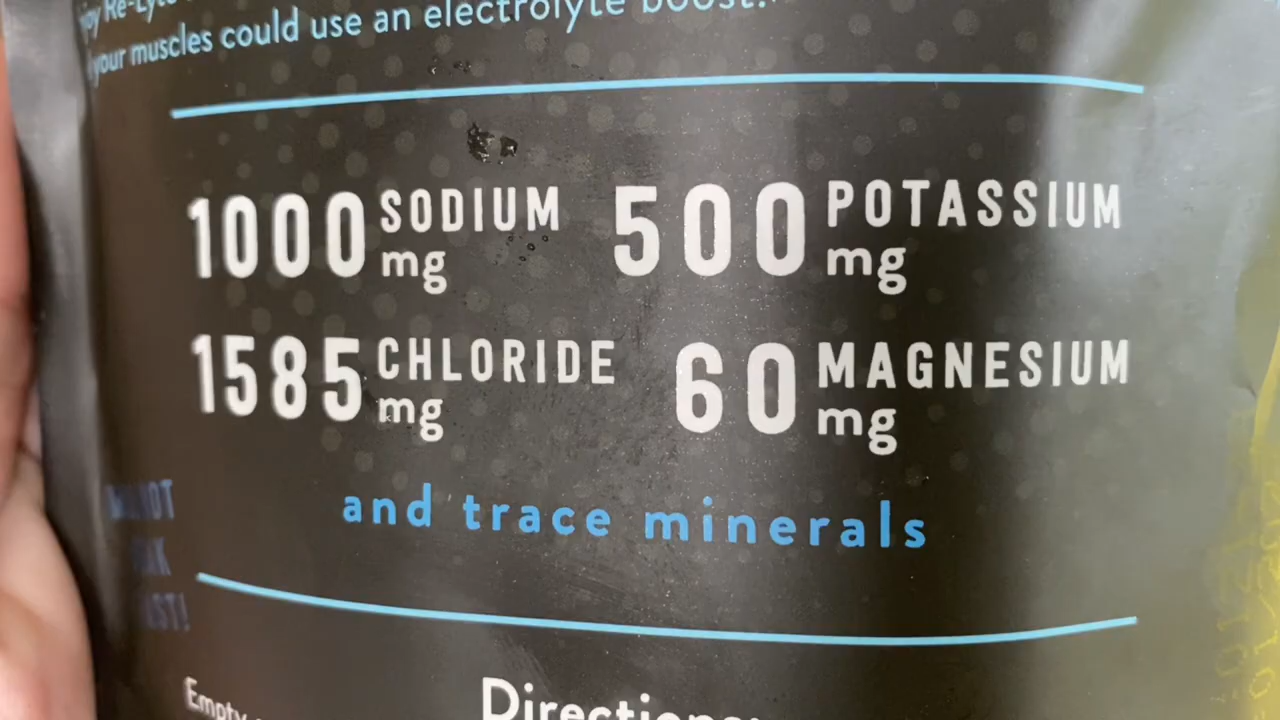 Re-Lyte
your muscles could use an electrolyte boost.
1000 SODIUM mg
500 POTASSIUM mg
1585 CHLORIDE mg
60 MAGNESIUM mg
and trace minerals
Empty
Directions: